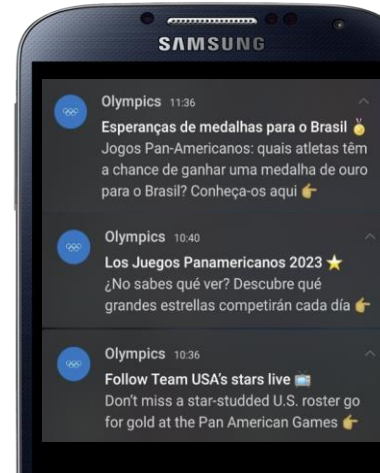 SAMSUNG
Olympics 11:36
Esperanças de medalhas para o Brasil 🏅
Jogos Pan-Americanos: quais atletas têm
a chance de ganhar uma medalha de ouro
para o Brasil? Conheça-os aqui 👉
Olympics 10:40
Los Juegos Panamericanos 2023 ⭐
¿No sabes qué ver? Descubre qué
grandes estrellas competirán cada día 👉
Olympics 10:36
Follow Team USA’s stars live 📺
Don’t miss a star-studded U.S. roster go
for gold at the Pan American Games 👉